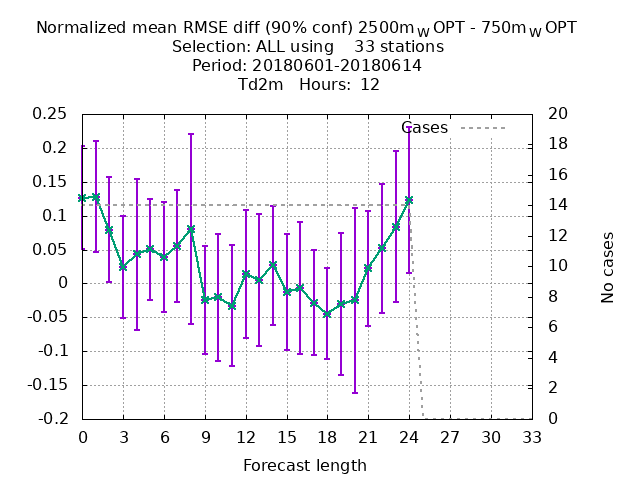 Normalized mean RMSE diff (90% conf) 2500m_W OPT - 750m_W OPT
Selection: ALL using 33 stations
Period: 20180601-20180614
Td2m Hours: 12
Cases
0.25
0.2
0.15
0.1
0.05
0
-0.05
-0.1
-0.15
-0.2
20
18
16
14
12
10
8
6
4
2
0
No cases
0 3 6 9 12 15 18 21 24 27 30 33
Forecast length